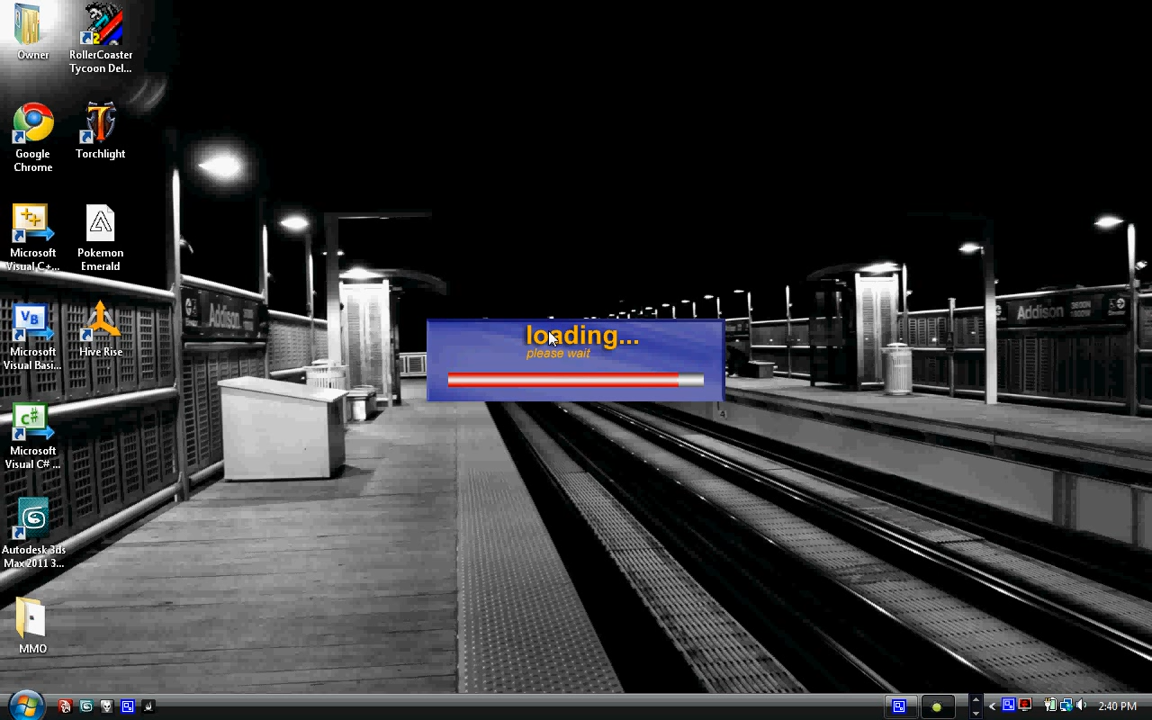 Owner
RollerCoaster
Tycoon Del...
Google
Chrome
Torchlight
Microsoft
Visual C+...
Pokemon
Emerald
VB
Microsoft
Visual Basi...
Hive Rise
C#
Microsoft
Visual C# ...
Autodesk 3ds
Max 2011 3...
MMO
Addison
loading...
please wait
Addison
2:40 PM